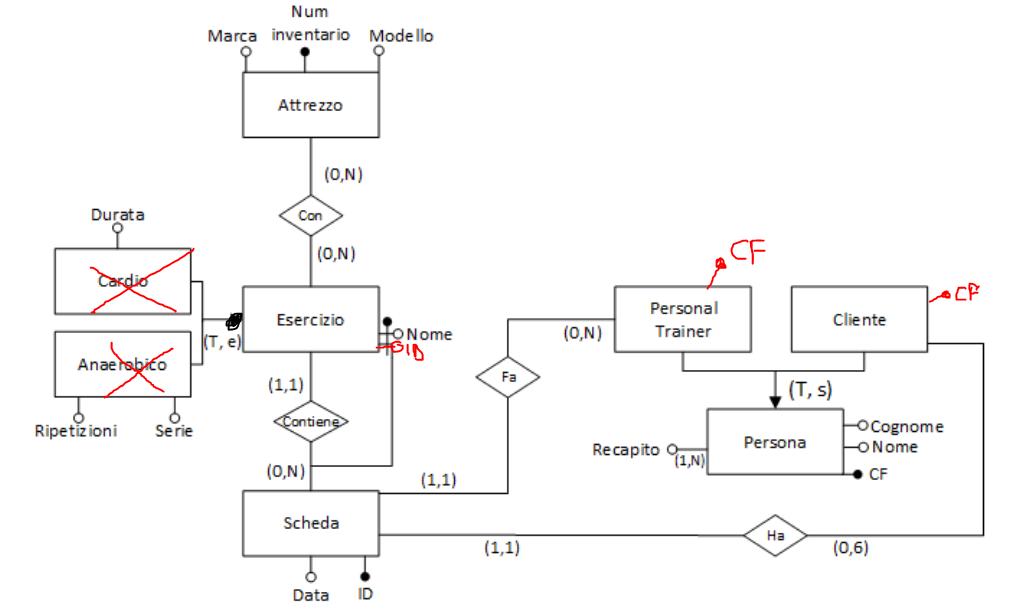 Num
inventario
Marca
Modello
Attrezzo
(0,N)
Con
(0,N)
Durata
Cardio
Esercizio
Nome
ID
(T, e)
Anaerobico
Ripetizioni
Serie
(1,1)
Contiene
(0,N)
Scheda
Data
ID
(1,1)
Fa
(0,N)
CF
Personal
Trainer
CF
Cliente
(T, s)
Persona
Cognome
Nome
CF
Recapito
(1,N)
(1,1)
Ha
(0,6)